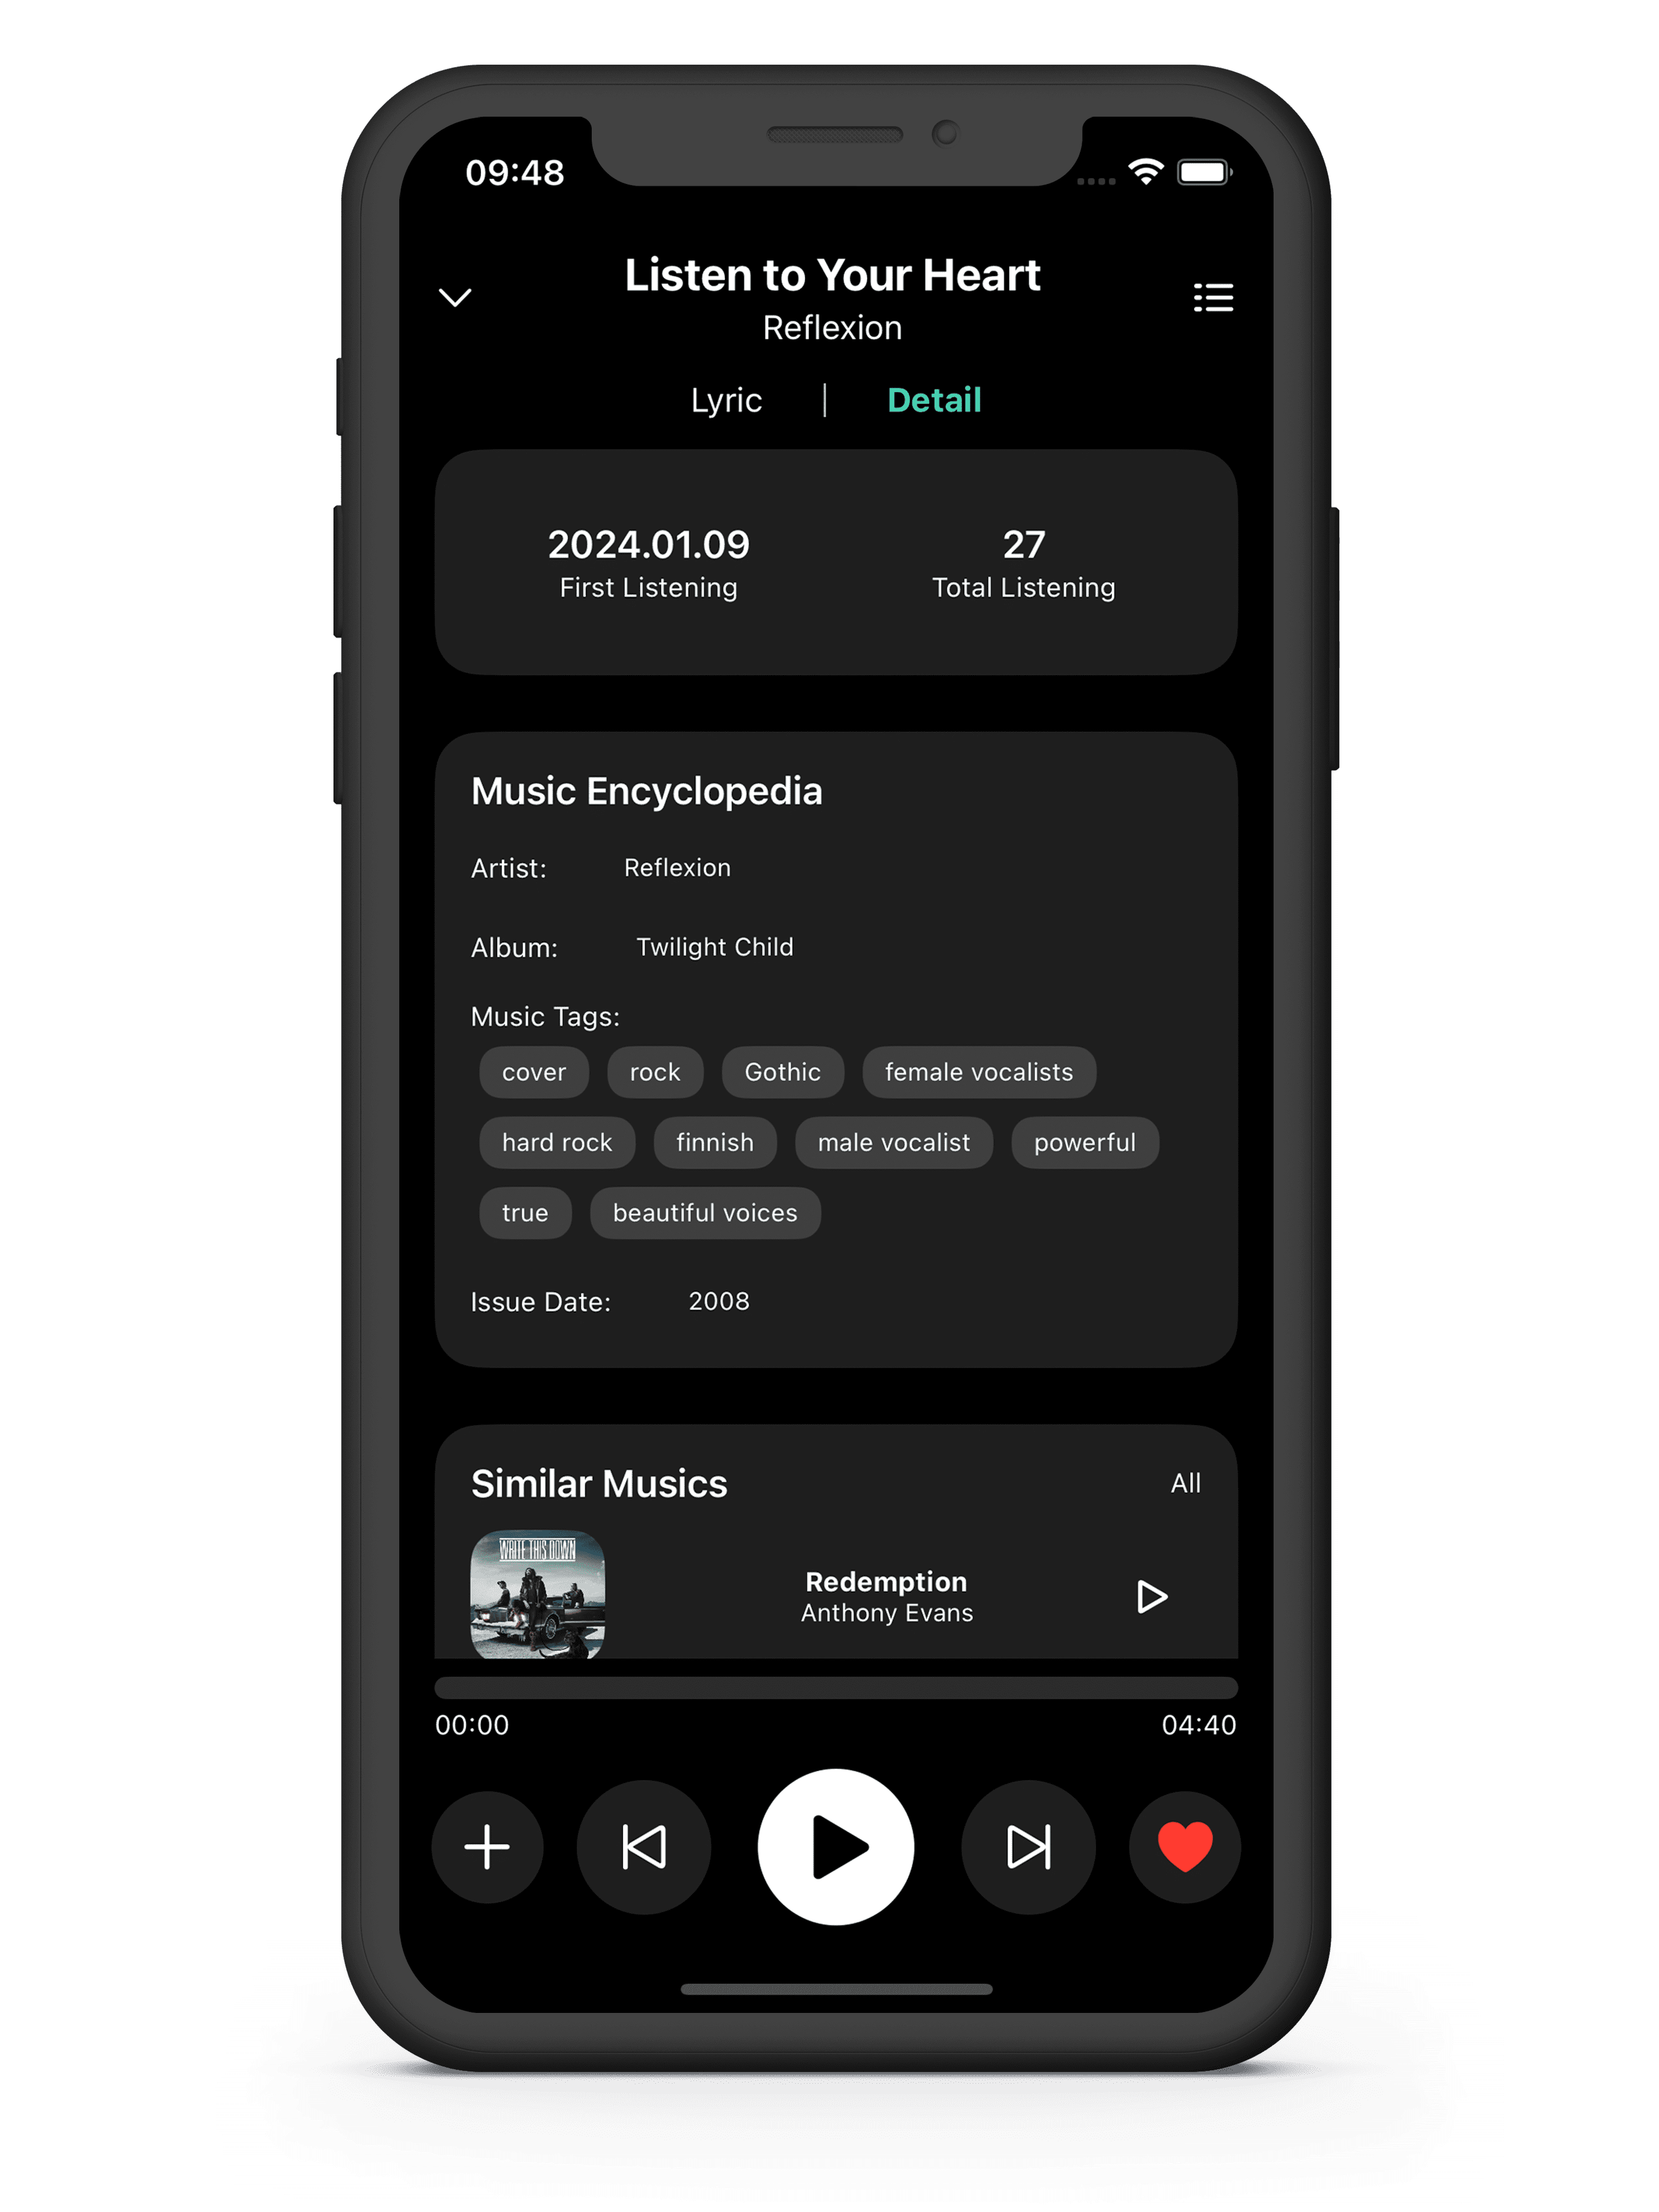 09:48
Listen to Your Heart
Reflexion
Lyric | Detail
2024.01.09 27
First Listening Total Listening
Music Encyclopedia
Artist: Reflexion
Album: Twilight Child
Music Tags:
cover rock Gothic female vocalists
hard rock finnish male vocalist powerful
true beautiful voices
Issue Date: 2008
Similar Musics All
WRITE THIS DOWN
Redemption
Anthony Evans
00:00 04:40